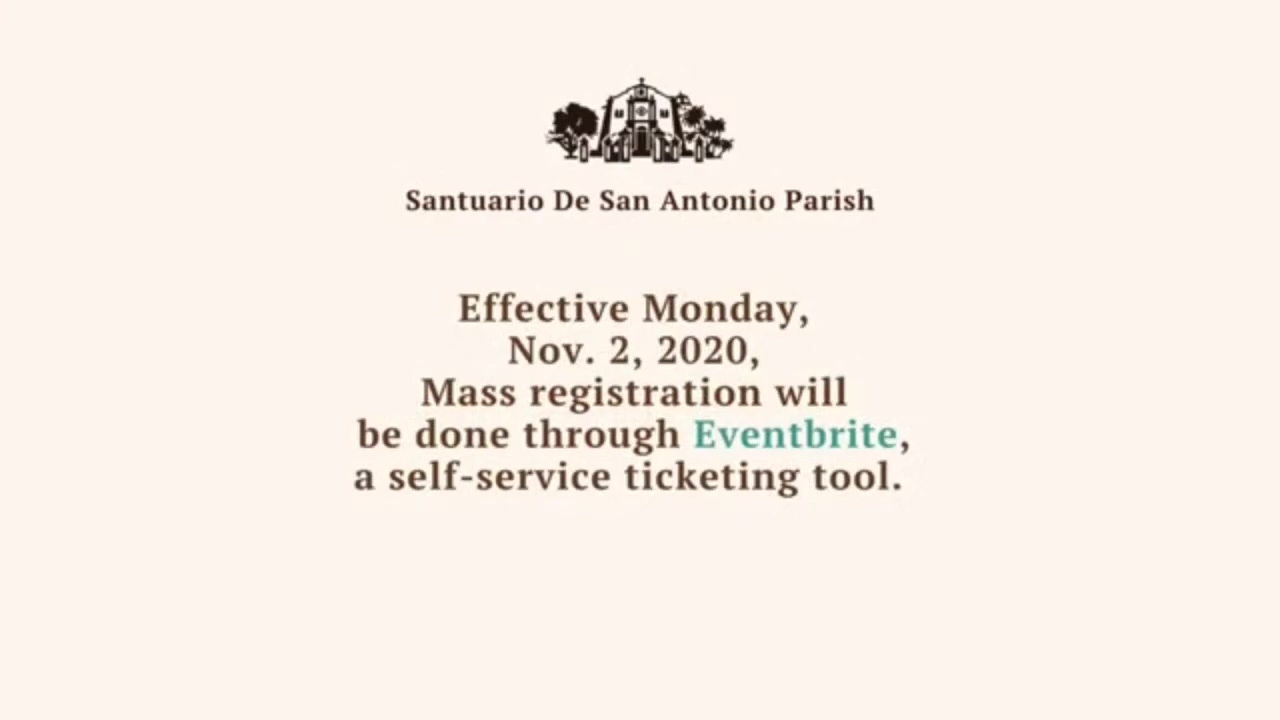 Santuario De San Antonio Parish
Effective Monday,
Nov. 2, 2020,
Mass registration will
be done through Eventbrite,
a self-service ticketing tool.